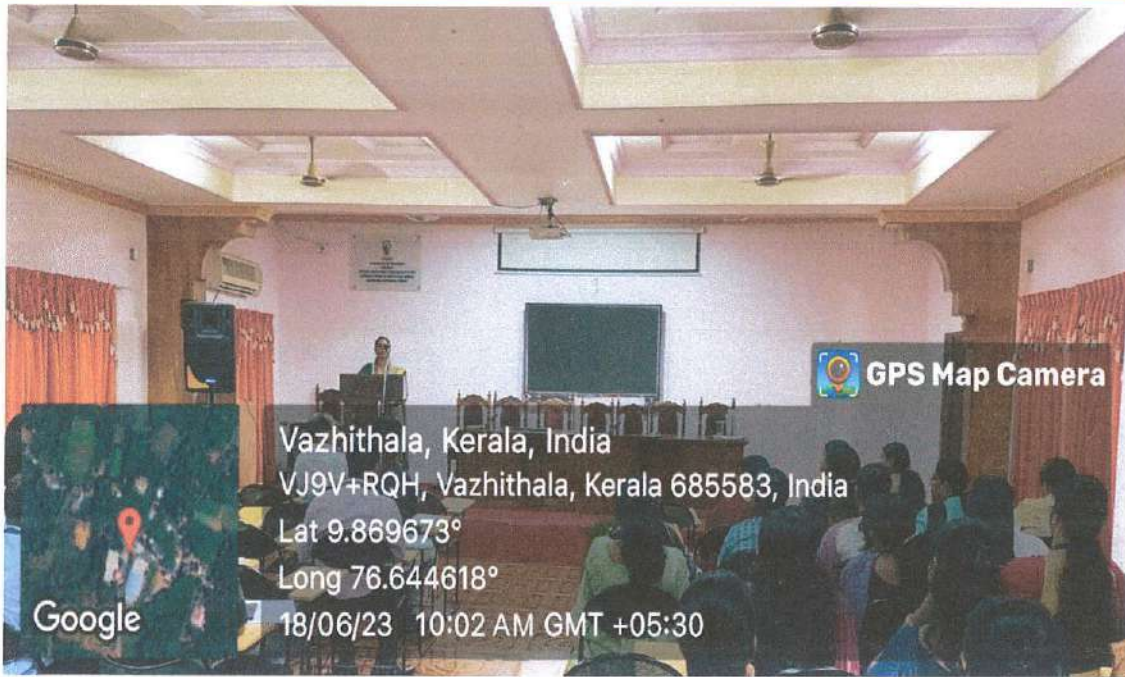 GPS Map Camera
Vazhithala, Kerala, India
VJ9V+RQH, Vazhithala, Kerala 685583, India
Lat 9.869673°
Long 76.644618°
18/06/23 10:02 AM GMT +05:30
Google